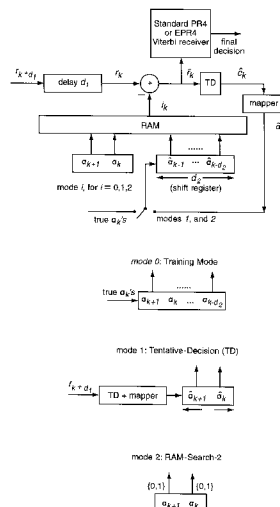 Standard PR4
or EPR4
Viterbi receiver
final
decision
r_{k+d_1}
delay d_1
r_k
+
−
r̃_k
TD
ĉ_k
mapper
i_k
RAM
a_{k+1} a_k
......
â_{k-1} ... â_{k-d_2}
mode i, for i = 0,1,2
d_2
(shift register)
true a_k's
modes 1, and 2
mode 0: Training Mode
......
true a_k's
a_{k+1} a_k ... a_{k-d_2}
mode 1: Tentative-Decision (TD)
r_{k+d_1}
TD + mapper
â_{k+1} â_k
mode 2: RAM-Search-2
{0,1} {0,1}
a_{k+1} a_k